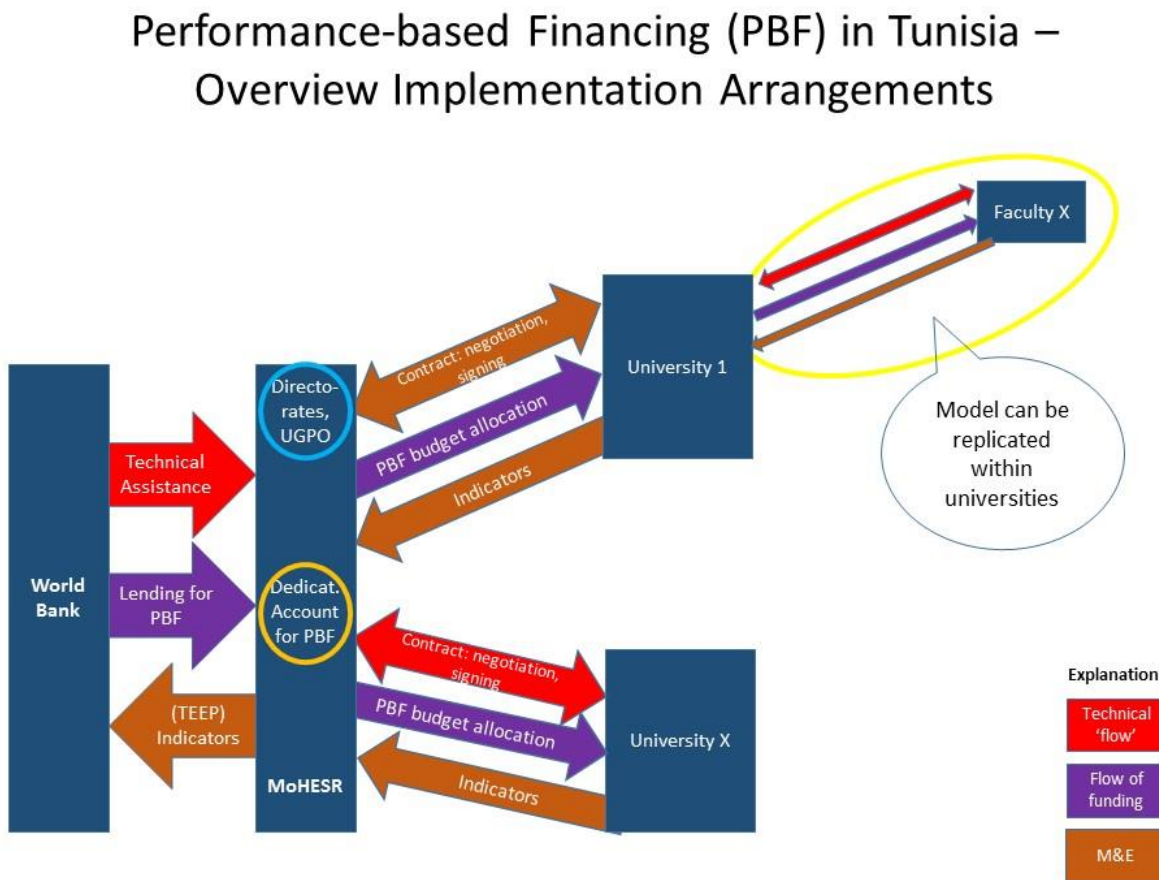 Performance-based Financing (PBF) in Tunisia –
Overview Implementation Arrangements
Faculty X
University 1
Contract: negotiation,
signing
PBF budget allocation
Indicators
Model can be
replicated
within
universities
Directo-
rates,
UGPO
Technical
Assistance
World
Bank
Lending for
PBF
Dedicat.
Account
for PBF
(TEEP)
Indicators
MoHESR
Contract: negotiation,
signing
PBF budget allocation
Indicators
University X
Explanation
Technical
‘flow’
Flow of
funding
M&E